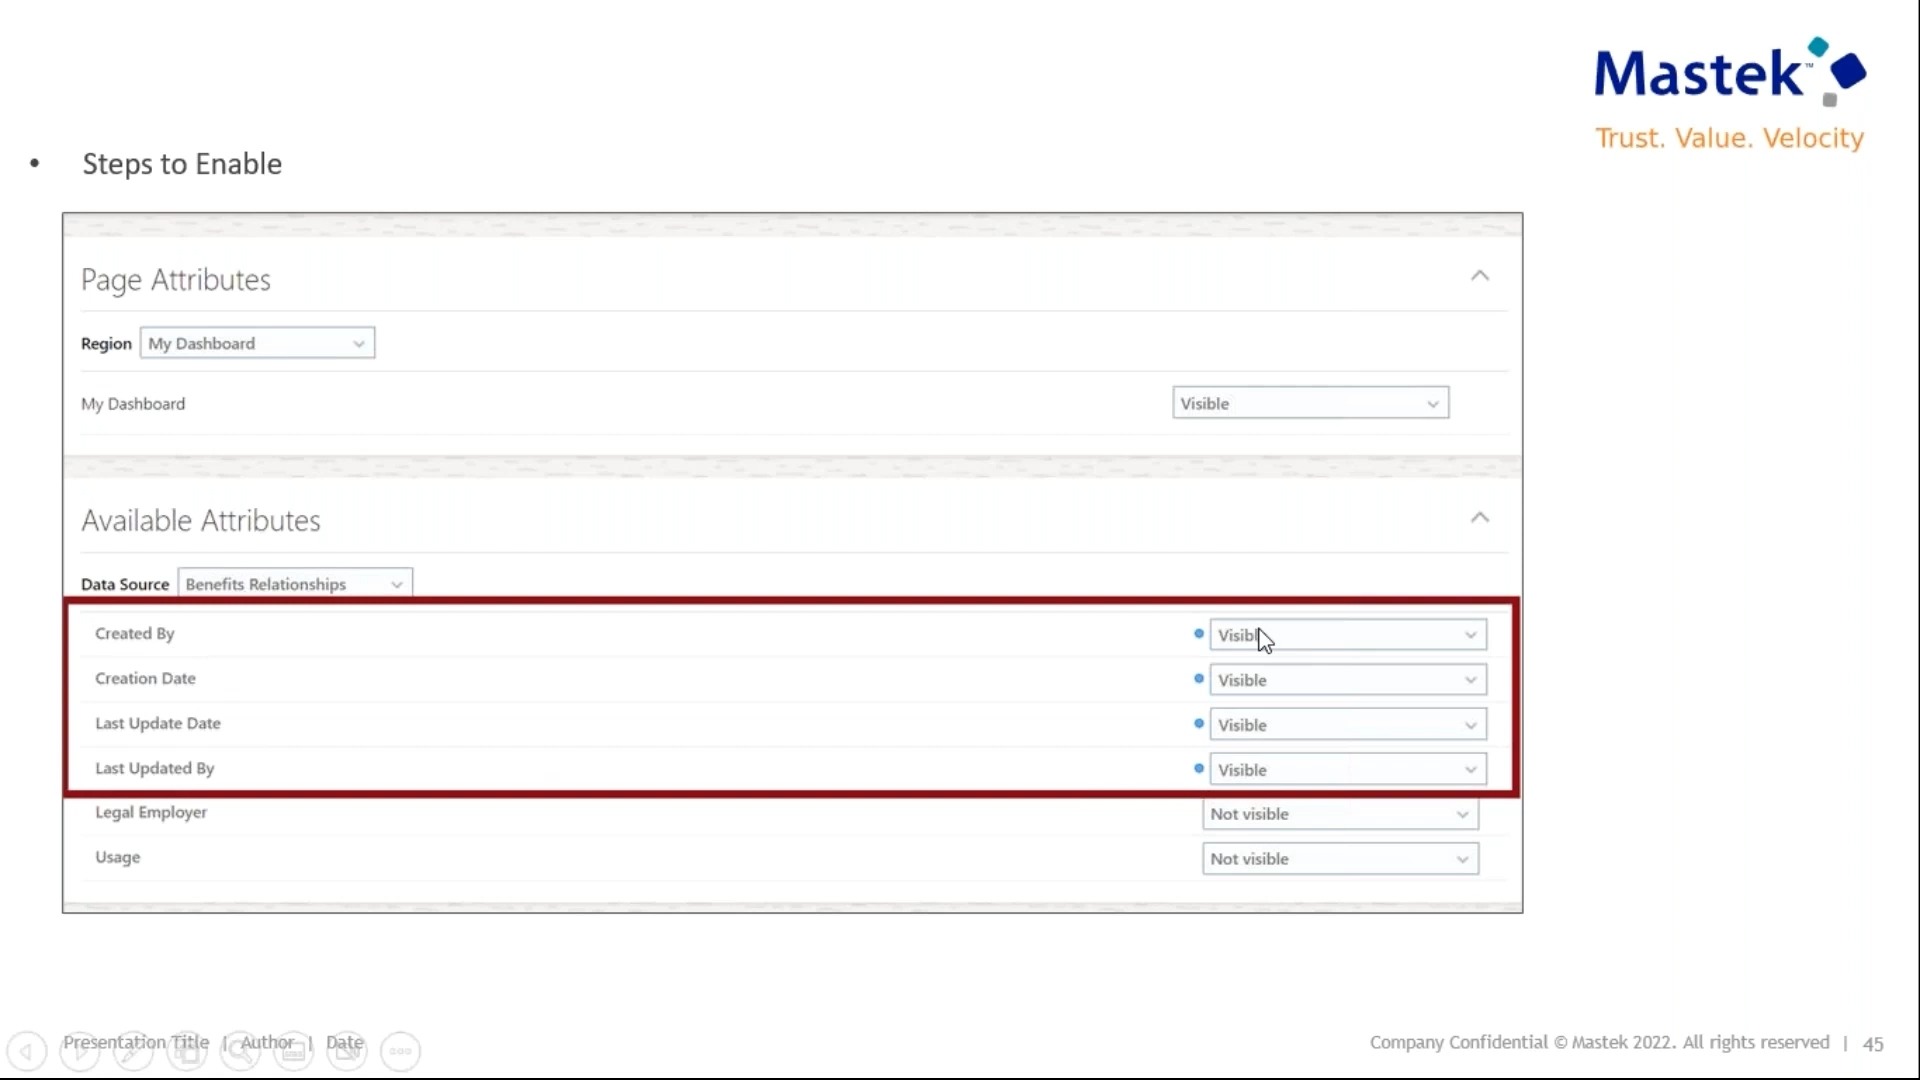 Mastek™
Trust. Value. Velocity
• Steps to Enable
Page Attributes
Region My Dashboard
My Dashboard Visible
Available Attributes
Data Source Benefits Relationships
Created By Visible
Creation Date Visible
Last Update Date Visible
Last Updated By Visible
Legal Employer Not visible
Usage Not visible
Presentation Title | Author | Date
Company Confidential © Mastek 2022. All rights reserved | 45